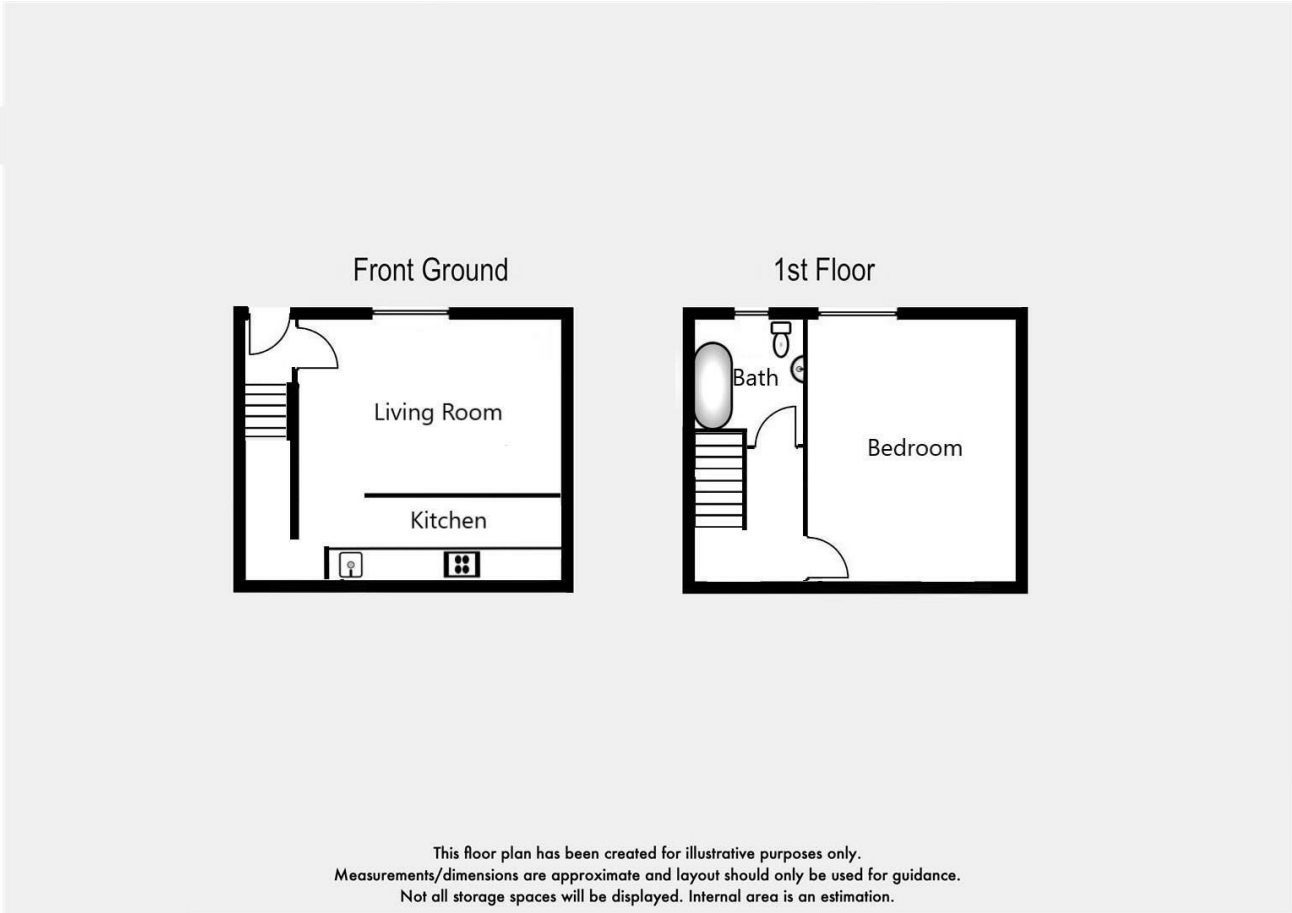 Front Ground
1st Floor
Living Room
Kitchen
Bath
Bedroom
This floor plan has been created for illustrative purposes only.
Measurements/dimensions are approximate and layout should only be used for guidance.
Not all storage spaces will be displayed. Internal area is an estimation.